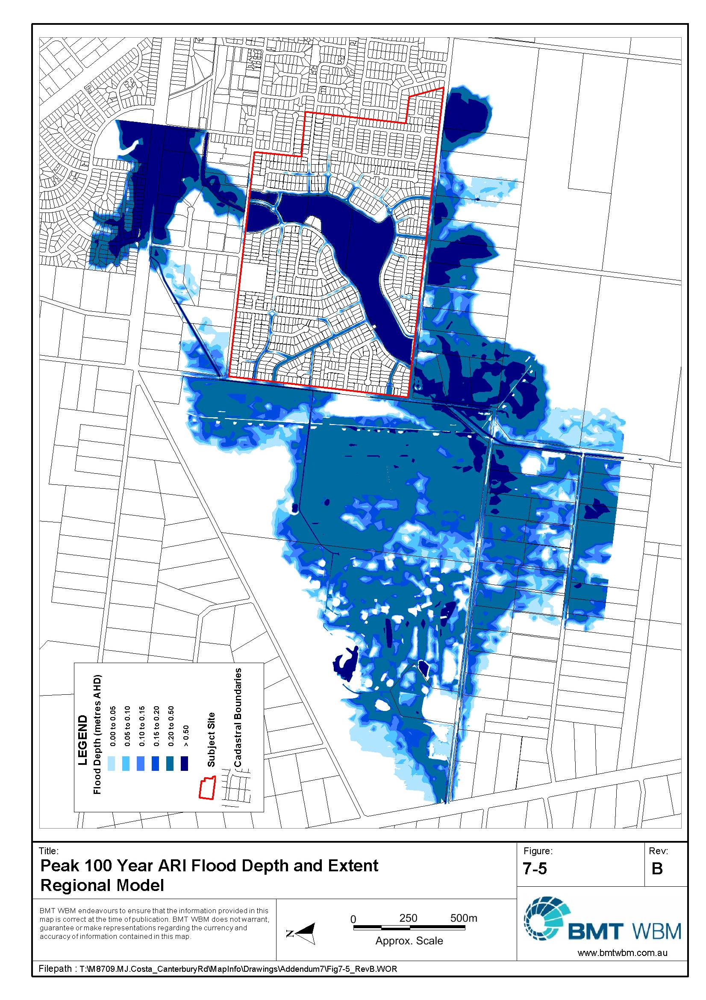 LEGEND
Flood Depth (metres AHD)
0.00 to 0.05
0.05 to 0.10
0.10 to 0.15
0.15 to 0.20
0.20 to 0.50
> 0.50
Subject Site
Cadastral Boundaries
Title:
Peak 100 Year ARI Flood Depth and Extent
Regional Model
Figure:
7-5
Rev:
B
BMT WBM endeavours to ensure that the information provided in this
map is correct at the time of publication. BMT WBM does not warrant,
guarantee or make representations regarding the currency and
accuracy of information contained in this map.
N
0 250 500m
Approx. Scale
BMT WBM
www.bmtwbm.com.au
Filepath : T:\M8709.MJ.Costa_CanterburyRd\MapInfo\Drawings\Addendum7\Fig7-5_RevB.WOR